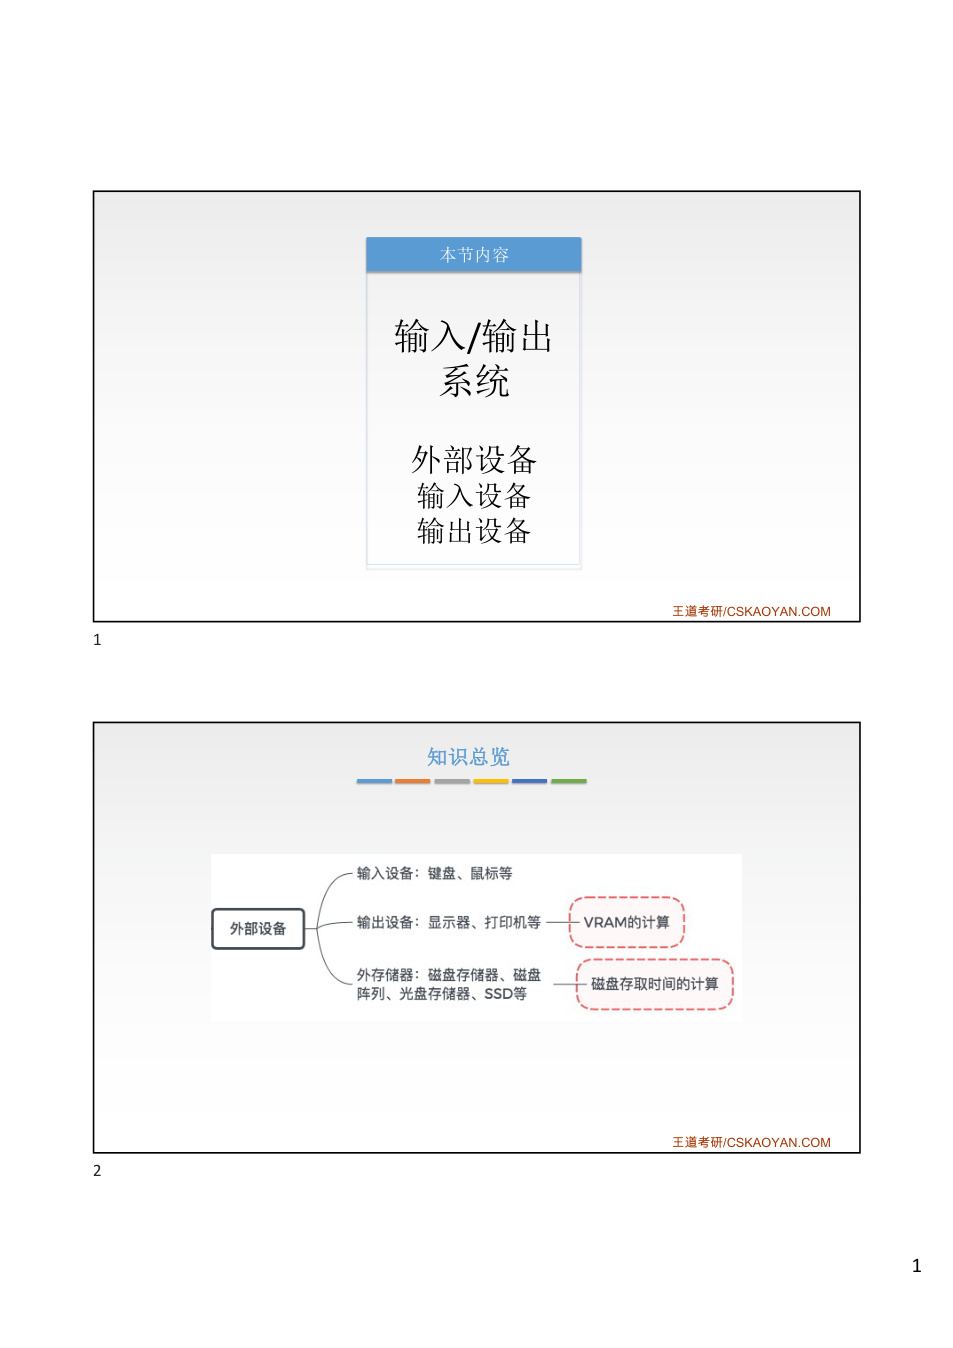 本节内容
输入/输出
系统
外部设备
输入设备
输出设备
王道考研/CSKAOYAN.COM
1
知识总览
输入设备：键盘、鼠标等
外部设备
输出设备：显示器、打印机等
VRAM的计算
外存储器：磁盘存储器、磁盘
阵列、光盘存储器、SSD等
磁盘存取时间的计算
王道考研/CSKAOYAN.COM
2
1